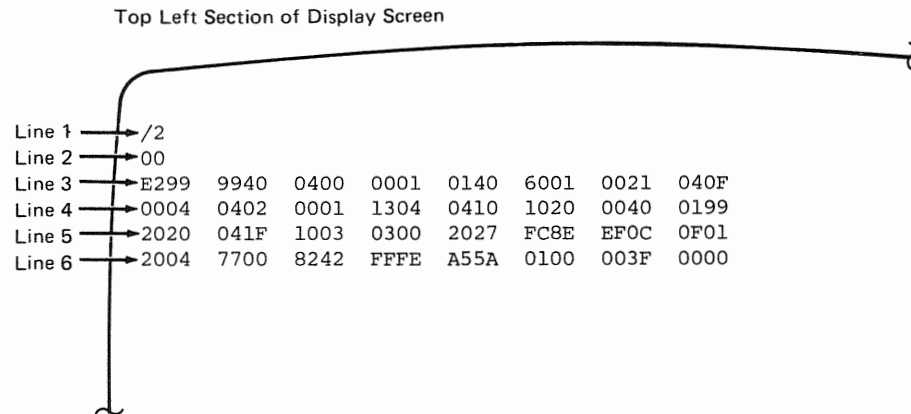 Top Left Section of Display Screen
Line 1 /2
Line 2 00
Line 3 E299 9940 0400 0001 0140 6001 0021 040F
Line 4 0004 0402 0001 1304 0410 1020 0040 0199
Line 5 2020 041F 1003 0300 2027 FC8E EF0C 0F01
Line 6 2004 7700 8242 FFFE A55A 0100 003F 0000